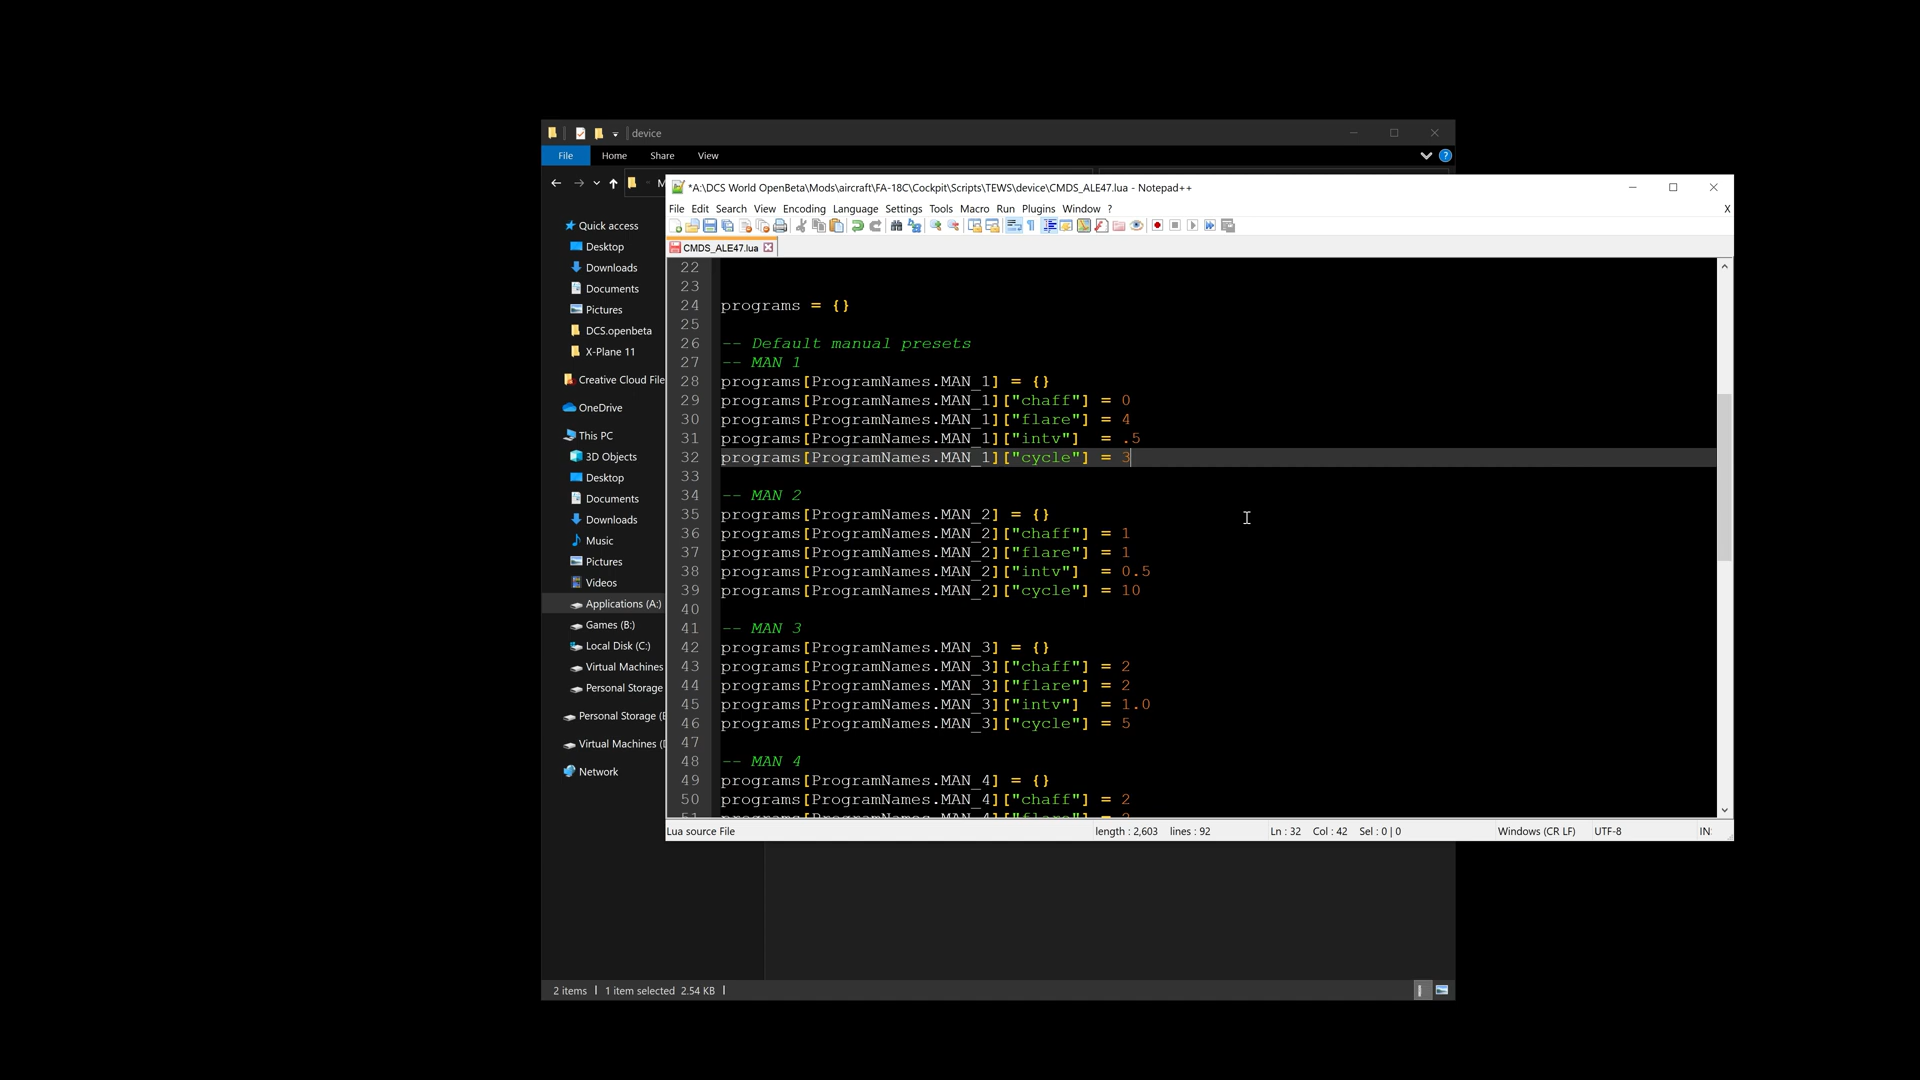 device
File Home Share View
M
*A:\DCS World OpenBeta\Mods\aircraft\FA-18C\Cockpit\Scripts\TEWS\device\CMDS_ALE47.lua - Notepad++
File Edit Search View Encoding Language Settings Tools Macro Run Plugins Window ? X
CMDS_ALE47.lua
Quick access
Desktop
Downloads
Documents
Pictures
DCS.openbeta
X-Plane 11
Creative Cloud File
OneDrive
This PC
3D Objects
Desktop
Documents
Downloads
Music
Pictures
Videos
Applications (A:)
Games (B:)
Local Disk (C:)
Virtual Machines
Personal Storage
Personal Storage (E
Virtual Machines (D
Network
22
23
24 programs = {}
25
26 -- Default manual presets
27 -- MAN 1
28 programs[ProgramNames.MAN_1] = {}
29 programs[ProgramNames.MAN_1]["chaff"] = 0
30 programs[ProgramNames.MAN_1]["flare"] = 4
31 programs[ProgramNames.MAN_1]["intv"]  = .5
32 programs[ProgramNames.MAN_1]["cycle"] = 3
33
34 -- MAN 2
35 programs[ProgramNames.MAN_2] = {}
36 programs[ProgramNames.MAN_2]["chaff"] = 1
37 programs[ProgramNames.MAN_2]["flare"] = 1
38 programs[ProgramNames.MAN_2]["intv"]  = 0.5
39 programs[ProgramNames.MAN_2]["cycle"] = 10
40
41 -- MAN 3
42 programs[ProgramNames.MAN_3] = {}
43 programs[ProgramNames.MAN_3]["chaff"] = 2
44 programs[ProgramNames.MAN_3]["flare"] = 2
45 programs[ProgramNames.MAN_3]["intv"]  = 1.0
46 programs[ProgramNames.MAN_3]["cycle"] = 5
47
48 -- MAN 4
49 programs[ProgramNames.MAN_4] = {}
50 programs[ProgramNames.MAN_4]["chaff"] = 2
Lua source File length : 2,603 lines : 92 Ln : 32 Col : 42 Sel : 0 | 0 Windows (CR LF) UTF-8 IN
2 items 1 item selected 2.54 KB